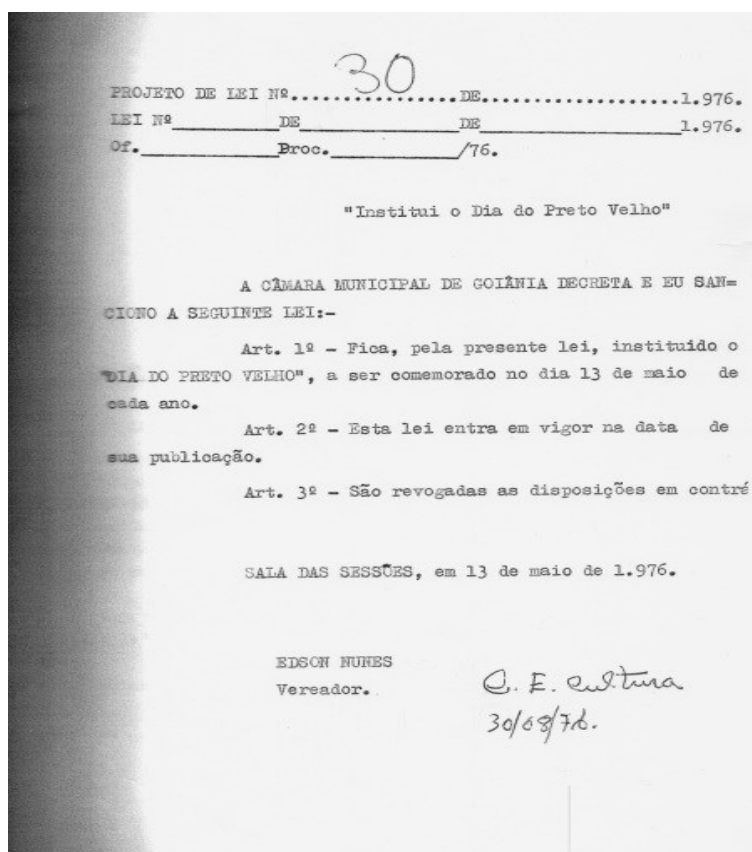 PROJETO DE LEI Nº......30......DE....................1.976.
LEI Nº__________DE_______________DE__________________1.976.
Of.____________Proc.___________/76.
"Institui o Dia do Preto Velho"
A CÂMARA MUNICIPAL DE GOIÂNIA DECRETA E EU SAN=
CIONO A SEGUINTE LEI:-
Art. 1º - Fica, pela presente lei, instituido o
"DIA DO PRETO VELHO", a ser comemorado no dia 13 de maio de
cada ano.
Art. 2º - Esta lei entra em vigor na data de
sua publicação.
Art. 3º - São revogadas as disposições em contré
SALA DAS SESSÕES, em 13 de maio de 1.976.
EDSON NUNES
Vereador.
C. E. Cultura
30/08/76.